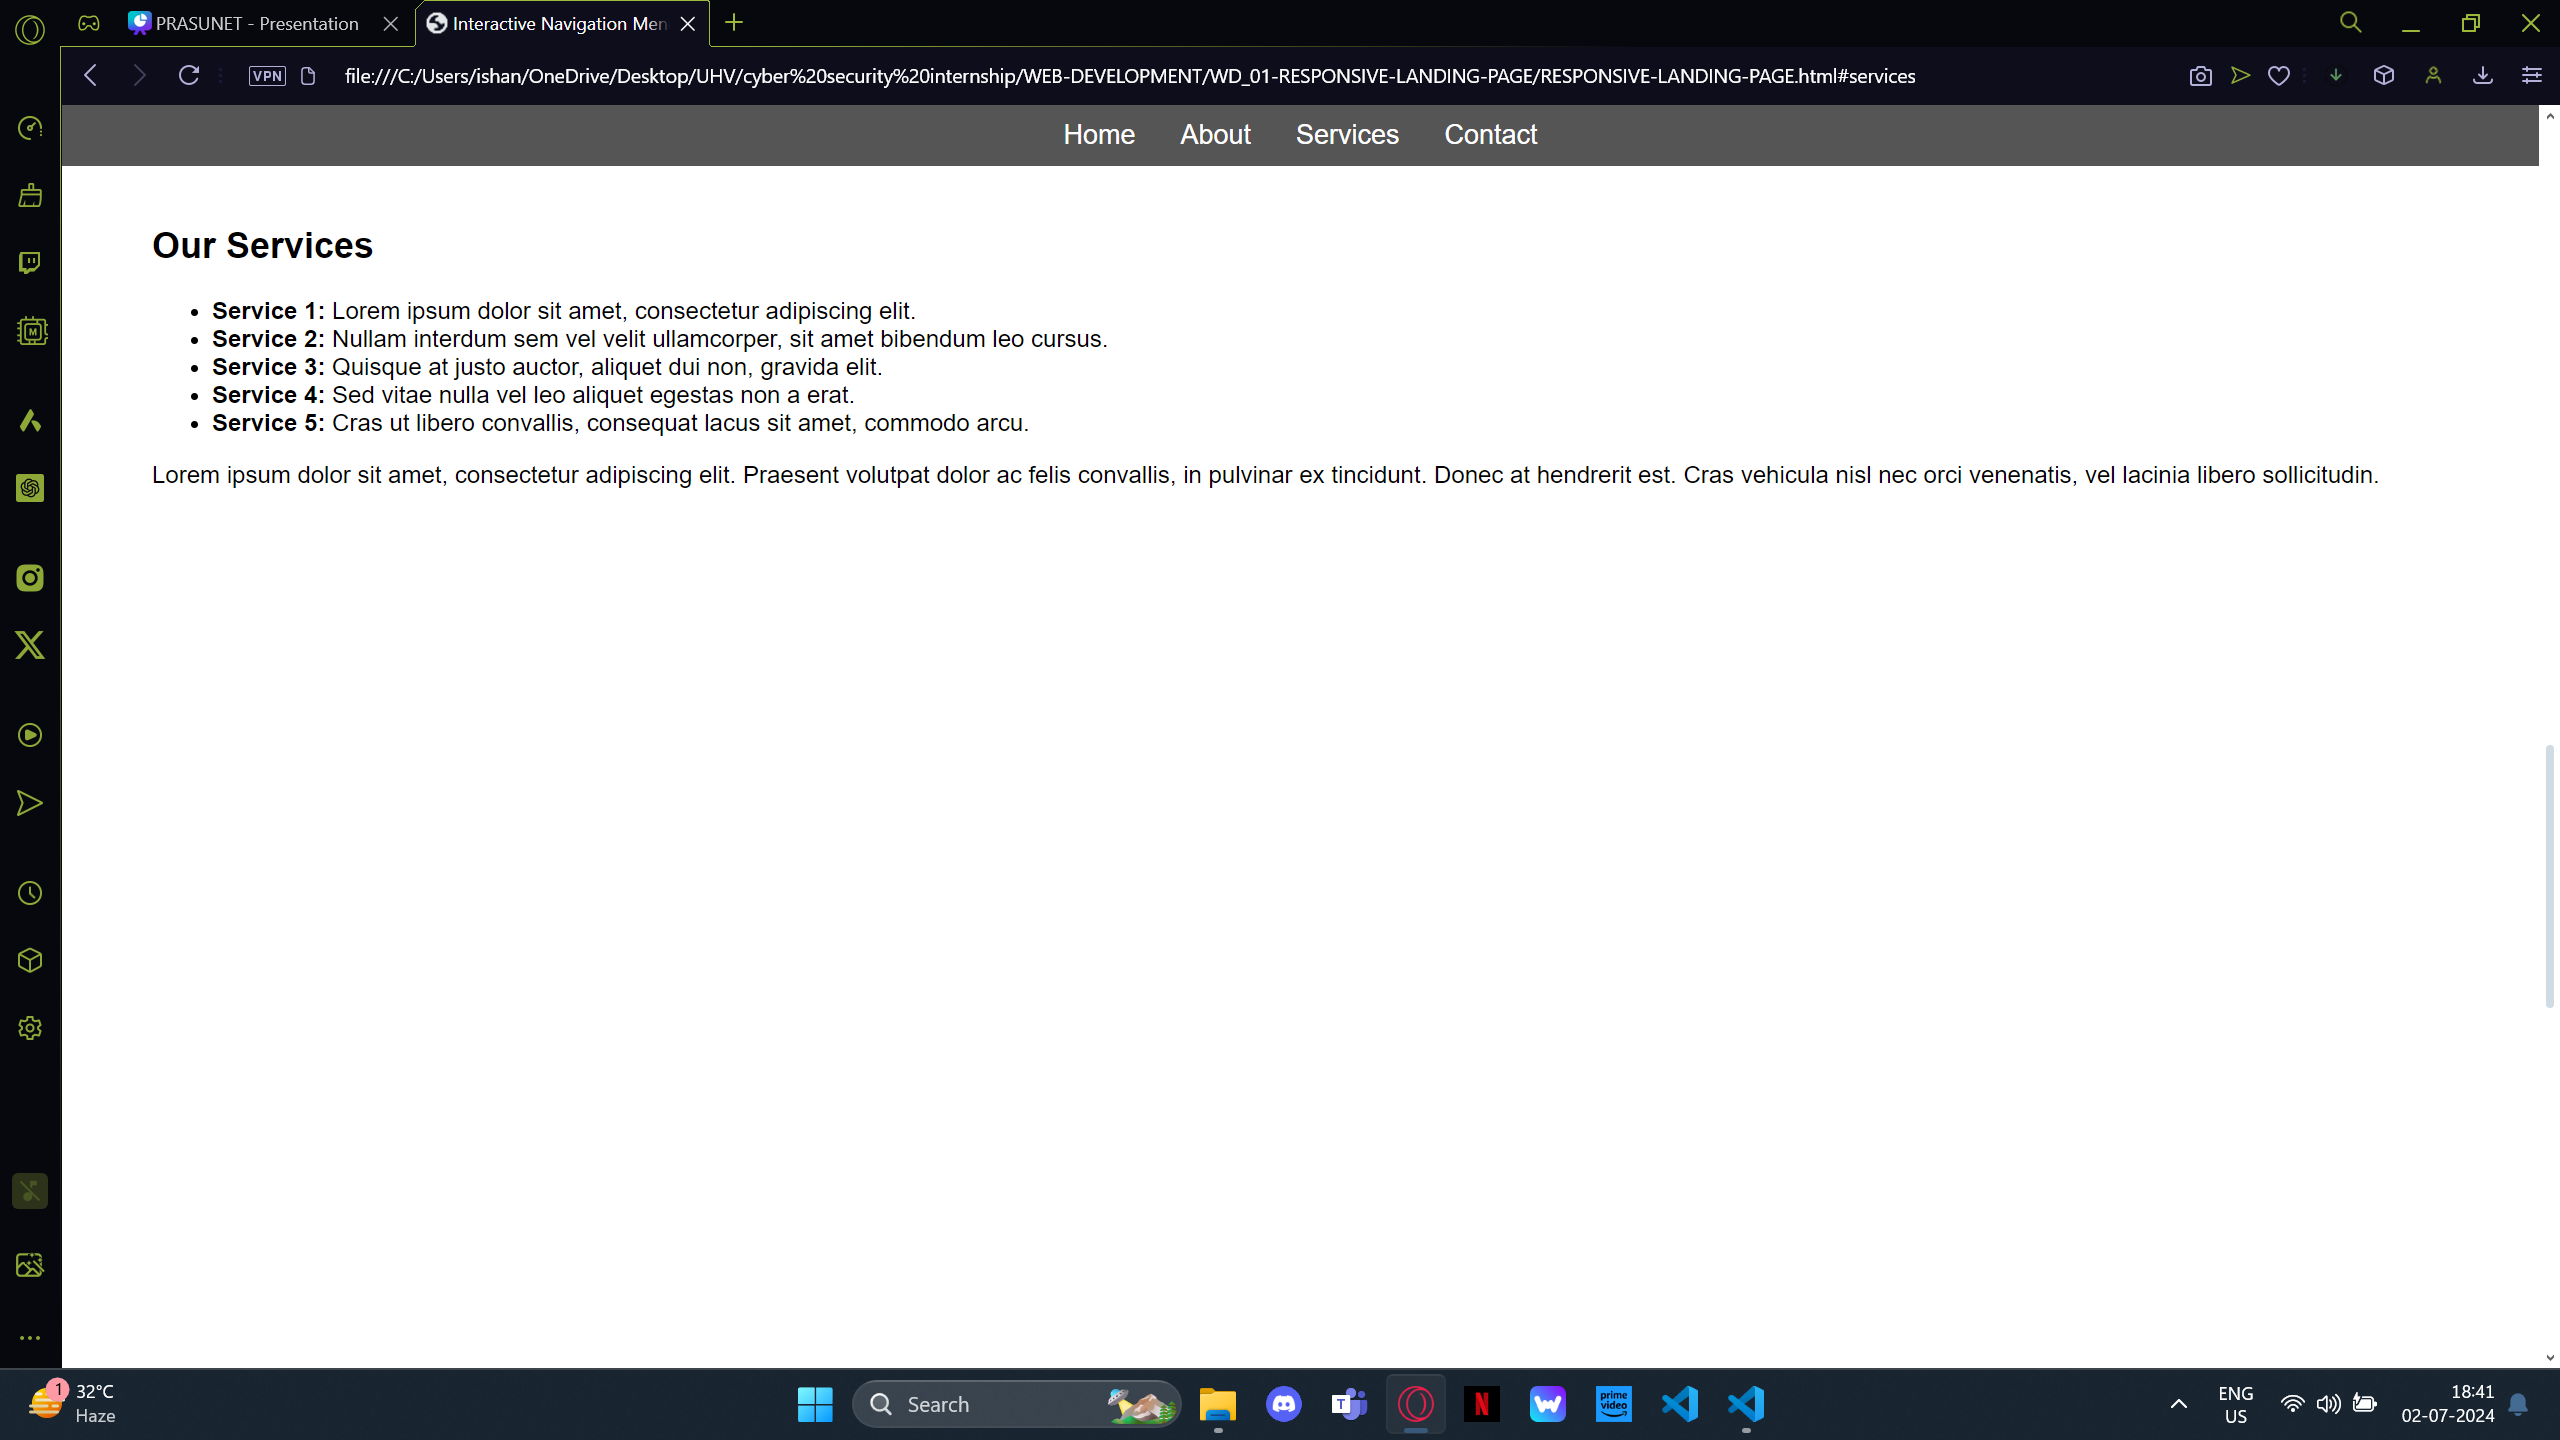 PRASUNET - Presentation
Interactive Navigation Men
VPN
file:///C:/Users/ishan/OneDrive/Desktop/UHV/cyber%20security%20internship/WEB-DEVELOPMENT/WD_01-RESPONSIVE-LANDING-PAGE/RESPONSIVE-LANDING-PAGE.html#services
Home About Services Contact
Our Services
• Service 1: Lorem ipsum dolor sit amet, consectetur adipiscing elit.
• Service 2: Nullam interdum sem vel velit ullamcorper, sit amet bibendum leo cursus.
• Service 3: Quisque at justo auctor, aliquet dui non, gravida elit.
• Service 4: Sed vitae nulla vel leo aliquet egestas non a erat.
• Service 5: Cras ut libero convallis, consequat lacus sit amet, commodo arcu.
Lorem ipsum dolor sit amet, consectetur adipiscing elit. Praesent volutpat dolor ac felis convallis, in pulvinar ex tincidunt. Donec at hendrerit est. Cras vehicula nisl nec orci venenatis, vel lacinia libero sollicitudin.
M
1
32°C
Haze
Search
T
N
prime
video
ENG
US
18:41
02-07-2024